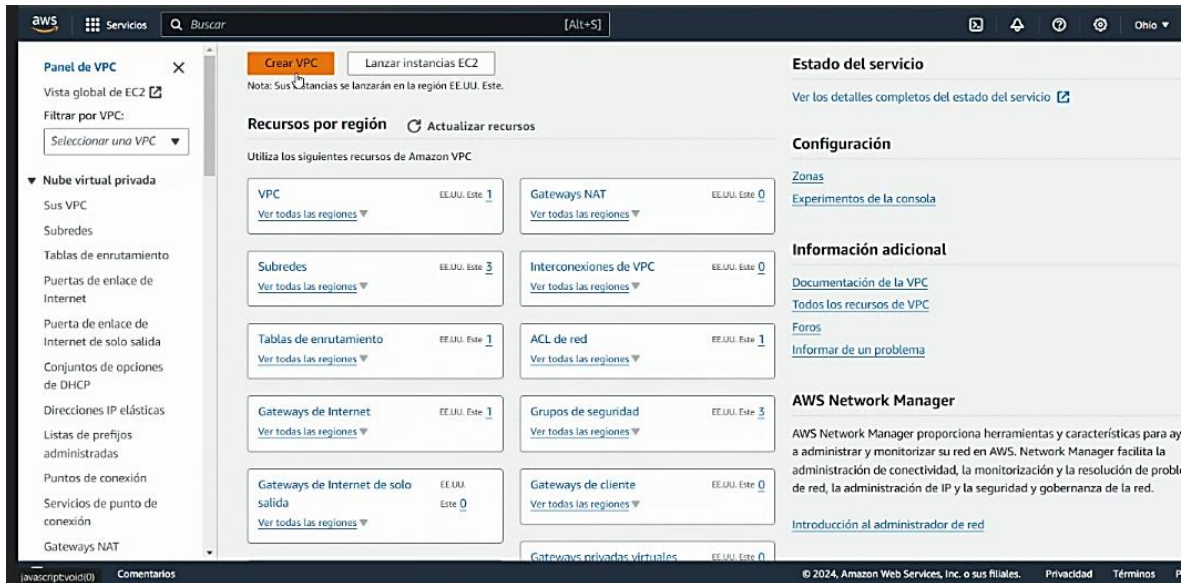 aws
Servicios
Buscar
[Alt+S]
Ohio
Panel de VPC
Vista global de EC2
Filtrar por VPC:
Seleccionar una VPC
Nube virtual privada
Sus VPC
Subredes
Tablas de enrutamiento
Puertas de enlace de
Internet
Puerta de enlace de
Internet de solo salida
Conjuntos de opciones
de DHCP
Direcciones IP elásticas
Listas de prefijos
administradas
Puntos de conexión
Servicios de punto de
conexión
Gateways NAT
Crear VPC
Lanzar instancias EC2
Nota: Sus instancias se lanzarán en la región EE.UU. Este.
Recursos por región
Actualizar recursos
Utiliza los siguientes recursos de Amazon VPC
VPC
EE.UU. Este 1
Ver todas las regiones
Gateways NAT
EE.UU. Este 0
Ver todas las regiones
Subredes
EE.UU. Este 3
Ver todas las regiones
Interconexiones de VPC
EE.UU. Este 0
Ver todas las regiones
Tablas de enrutamiento
EE.UU. Este 1
Ver todas las regiones
ACL de red
EE.UU. Este 1
Ver todas las regiones
Gateways de Internet
EE.UU. Este 1
Ver todas las regiones
Grupos de seguridad
EE.UU. Este 3
Ver todas las regiones
Gateways de Internet de solo
salida
EE.UU.
Este 0
Ver todas las regiones
Gateways de cliente
EE.UU. Este 0
Ver todas las regiones
Gateways privadas virtuales
EE.UU. Este 0
Estado del servicio
Ver los detalles completos del estado del servicio
Configuración
Zonas
Experimentos de la consola
Información adicional
Documentación de la VPC
Todos los recursos de VPC
Foros
Informar de un problema
AWS Network Manager
AWS Network Manager proporciona herramientas y características para ay
a administrar y monitorizar su red en AWS. Network Manager facilita la
administración de conectividad, la monitorización y la resolución de proble
de red, la administración de IP y la seguridad y gobernanza de la red.
Introducción al administrador de red
javascript:void(0)
Comentarios
© 2024, Amazon Web Services, Inc. o sus filiales.
Privacidad
Términos
P